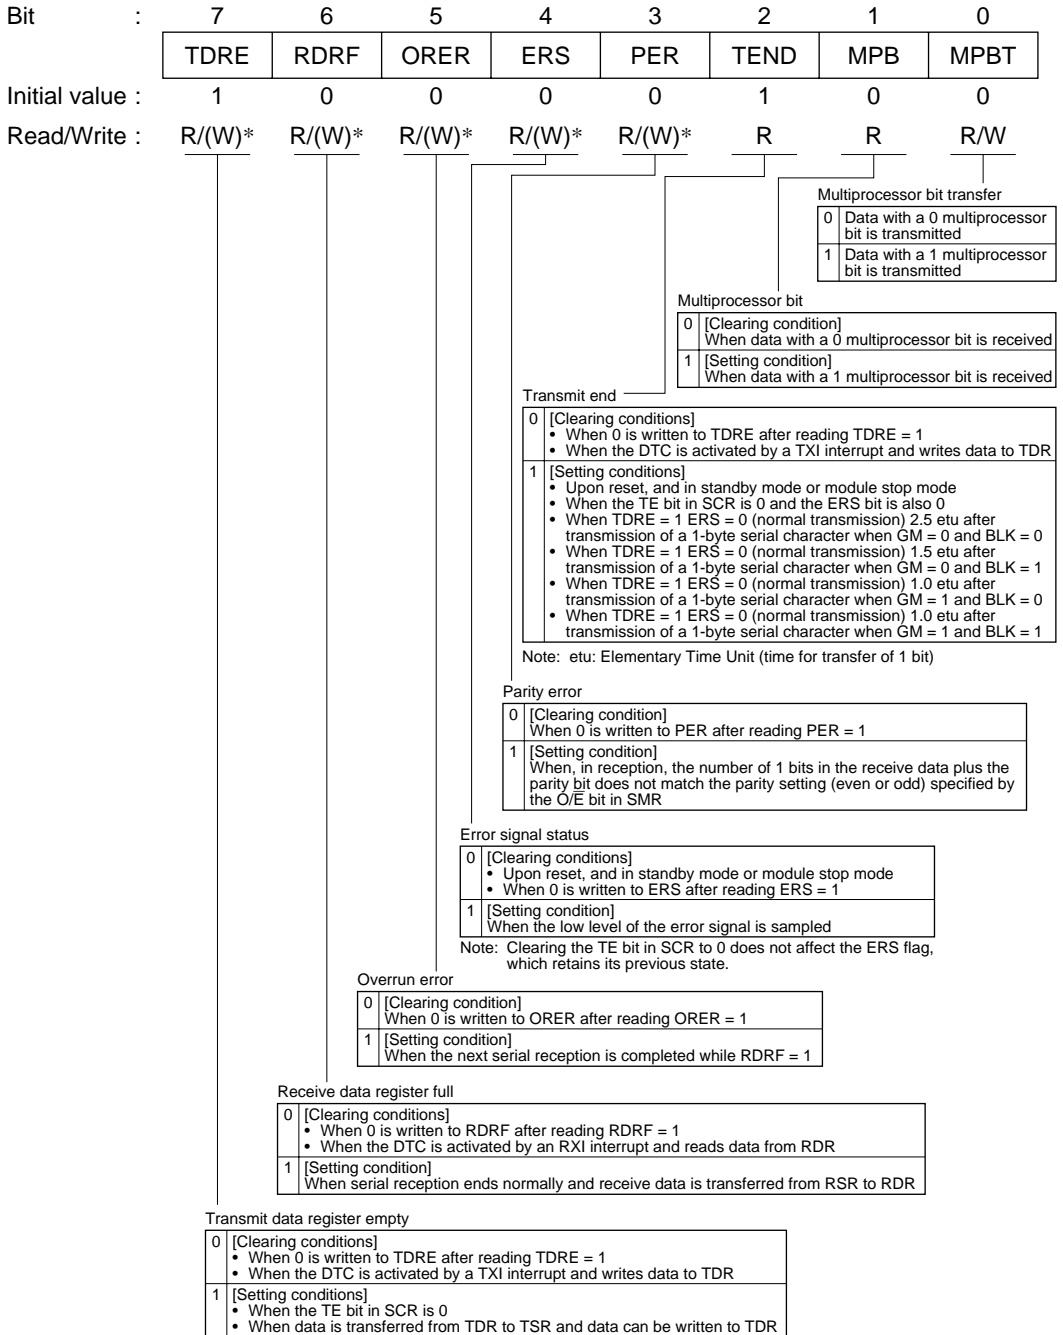 Bit : 7 6 5 4 3 2 1 0
TDRE RDRF ORER ERS PER TEND MPB MPBT
Initial value : 1 0 0 0 0 1 0 0
Read/Write : R/(W)* R/(W)* R/(W)* R/(W)* R/(W)* R R R/W
Multiprocessor bit transfer
0 Data with a 0 multiprocessor
bit is transmitted
1 Data with a 1 multiprocessor
bit is transmitted
Multiprocessor bit
0 [Clearing condition]
When data with a 0 multiprocessor bit is received
1 [Setting condition]
When data with a 1 multiprocessor bit is received
Transmit end
0 [Clearing conditions]
• When 0 is written to TDRE after reading TDRE = 1
• When the DTC is activated by a TXI interrupt and writes data to TDR
1 [Setting conditions]
• Upon reset, and in standby mode or module stop mode
• When the TE bit in SCR is 0 and the ERS bit is also 0
• When TDRE = 1 ERS = 0 (normal transmission) 2.5 etu after
transmission of a 1-byte serial character when GM = 0 and BLK = 0
• When TDRE = 1 ERS = 0 (normal transmission) 1.5 etu after
transmission of a 1-byte serial character when GM = 0 and BLK = 1
• When TDRE = 1 ERS = 0 (normal transmission) 1.0 etu after
transmission of a 1-byte serial character when GM = 1 and BLK = 0
• When TDRE = 1 ERS = 0 (normal transmission) 1.0 etu after
transmission of a 1-byte serial character when GM = 1 and BLK = 1
Note: etu: Elementary Time Unit (time for transfer of 1 bit)
Parity error
0 [Clearing condition]
When 0 is written to PER after reading PER = 1
1 [Setting condition]
When, in reception, the number of 1 bits in the receive data plus the
parity bit does not match the parity setting (even or odd) specified by
the O/E̅ bit in SMR
Error signal status
0 [Clearing conditions]
• Upon reset, and in standby mode or module stop mode
• When 0 is written to ERS after reading ERS = 1
1 [Setting condition]
When the low level of the error signal is sampled
Note: Clearing the TE bit in SCR to 0 does not affect the ERS flag,
which retains its previous state.
Overrun error
0 [Clearing condition]
When 0 is written to ORER after reading ORER = 1
1 [Setting condition]
When the next serial reception is completed while RDRF = 1
Receive data register full
0 [Clearing conditions]
• When 0 is written to RDRF after reading RDRF = 1
• When the DTC is activated by an RXI interrupt and reads data from RDR
1 [Setting condition]
When serial reception ends normally and receive data is transferred from RSR to RDR
Transmit data register empty
0 [Clearing conditions]
• When 0 is written to TDRE after reading TDRE = 1
• When the DTC is activated by a TXI interrupt and writes data to TDR
1 [Setting conditions]
• When the TE bit in SCR is 0
• When data is transferred from TDR to TSR and data can be written to TDR